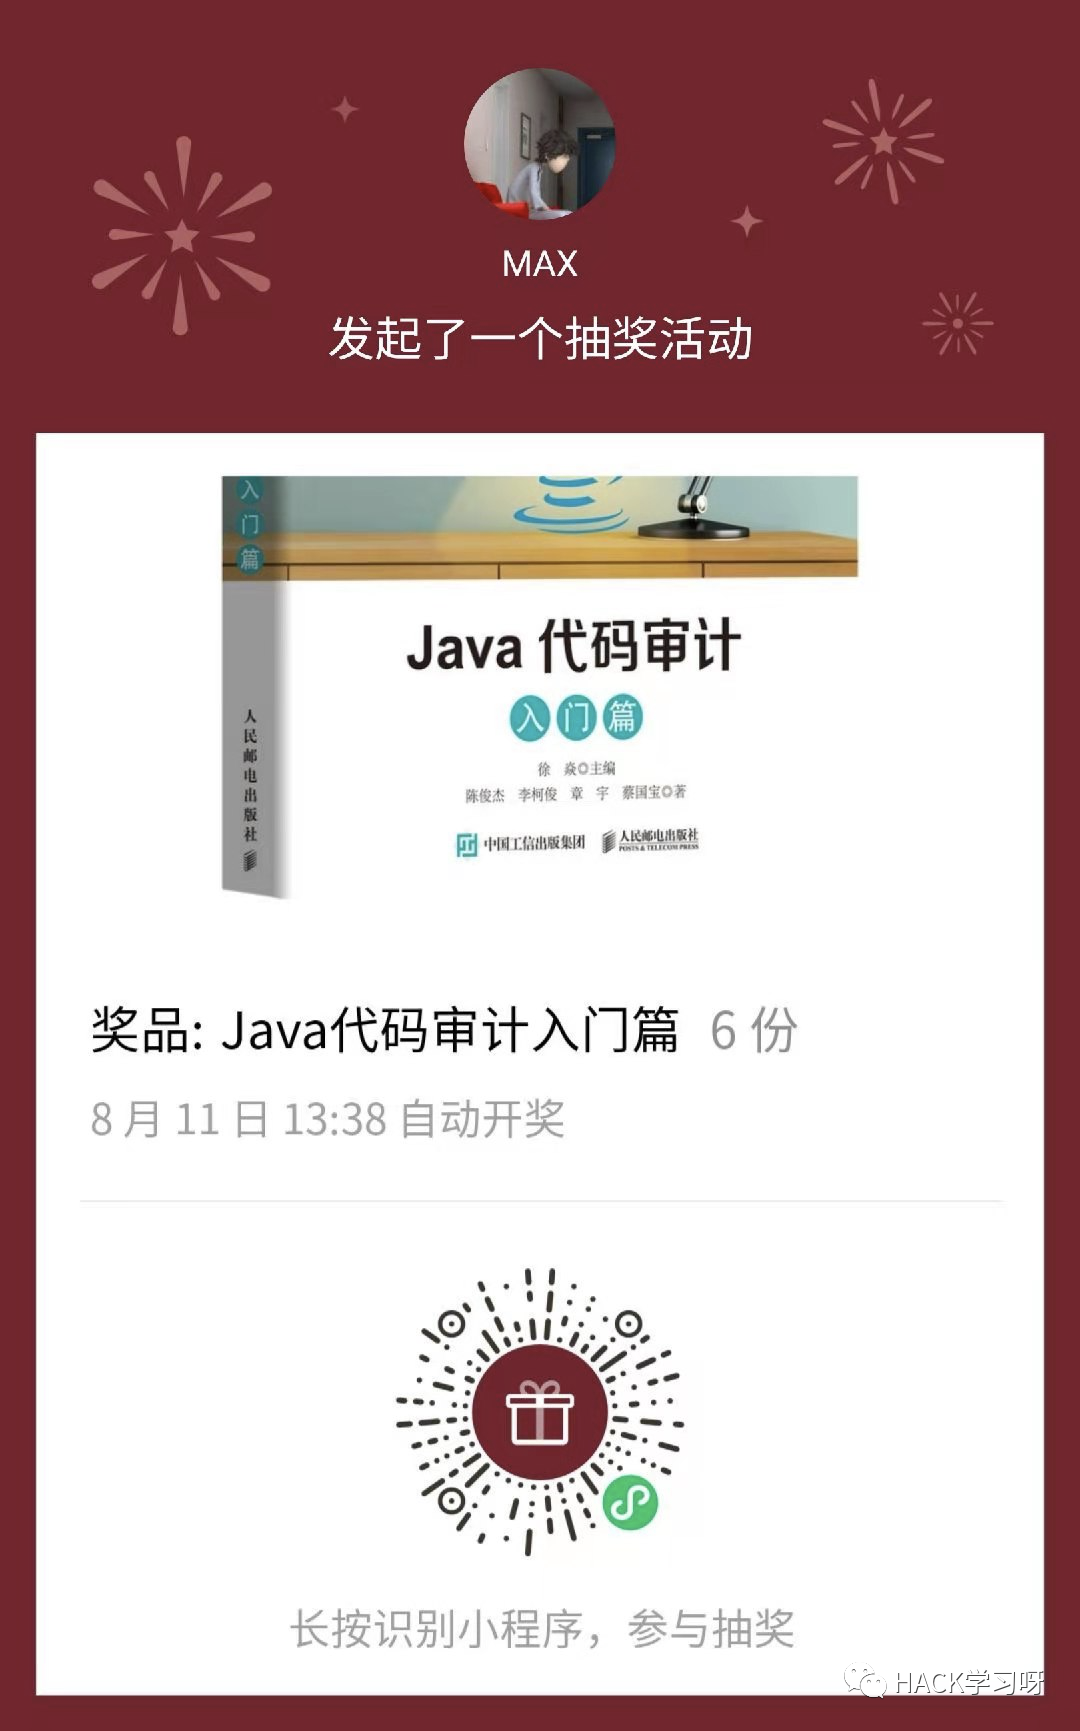 MAX
发起了一个抽奖活动
入
门
篇
Java 代码审计
入门篇
徐 焱◎主编
陈俊杰 李柯俊 章 宇 蔡国宝◎著
中国工信出版集团 人民邮电出版社
POSTS & TELECOM PRESS
人民邮电出版社
奖品: Java代码审计入门篇 6 份
8 月 11 日 13:38 自动开奖
长按识别小程序，参与抽奖
HACK学习呀